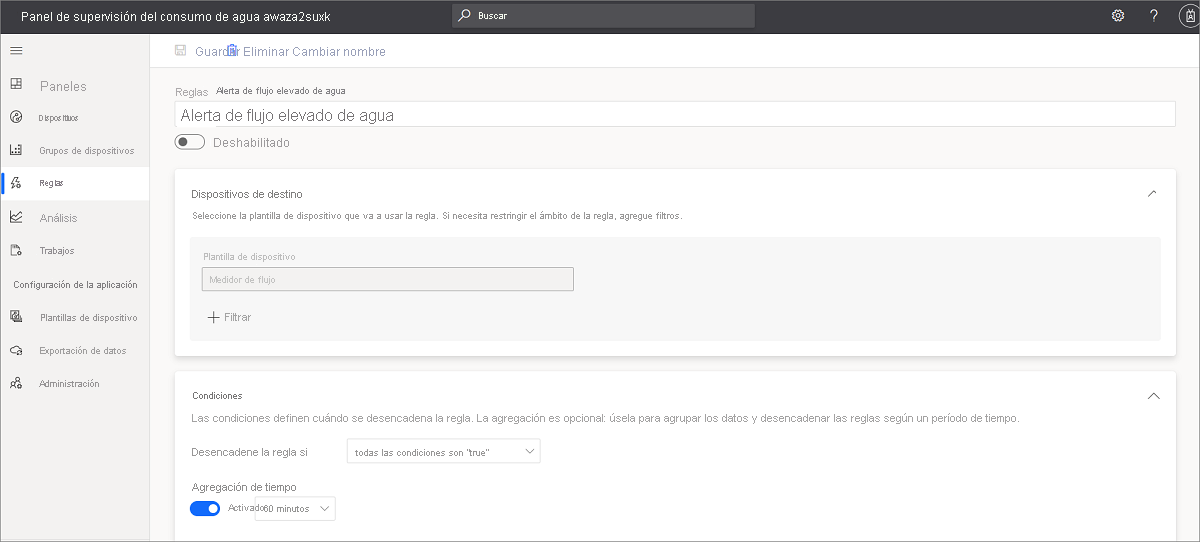 Panel de supervisión del consumo de agua awaza2suxk
Buscar
?
Guardar Eliminar Cambiar nombre
Paneles
Dispositivos
Grupos de dispositivos
Reglas
Análisis
Trabajos
Configuración de la aplicación
Plantillas de dispositivo
Exportación de datos
Administración
Reglas Alerta de flujo elevado de agua
Alerta de flujo elevado de agua
Deshabilitado
Dispositivos de destino
Seleccione la plantilla de dispositivo que va a usar la regla. Si necesita restringir el ámbito de la regla, agregue filtros.
Plantilla de dispositivo
Medidor de flujo
Filtrar
Condiciones
Las condiciones definen cuándo se desencadena la regla. La agregación es opcional: úsela para agrupar los datos y desencadenar las reglas según un período de tiempo.
Desencadene la regla si todas las condiciones son "true"
Agregación de tiempo
Activado 60 minutos